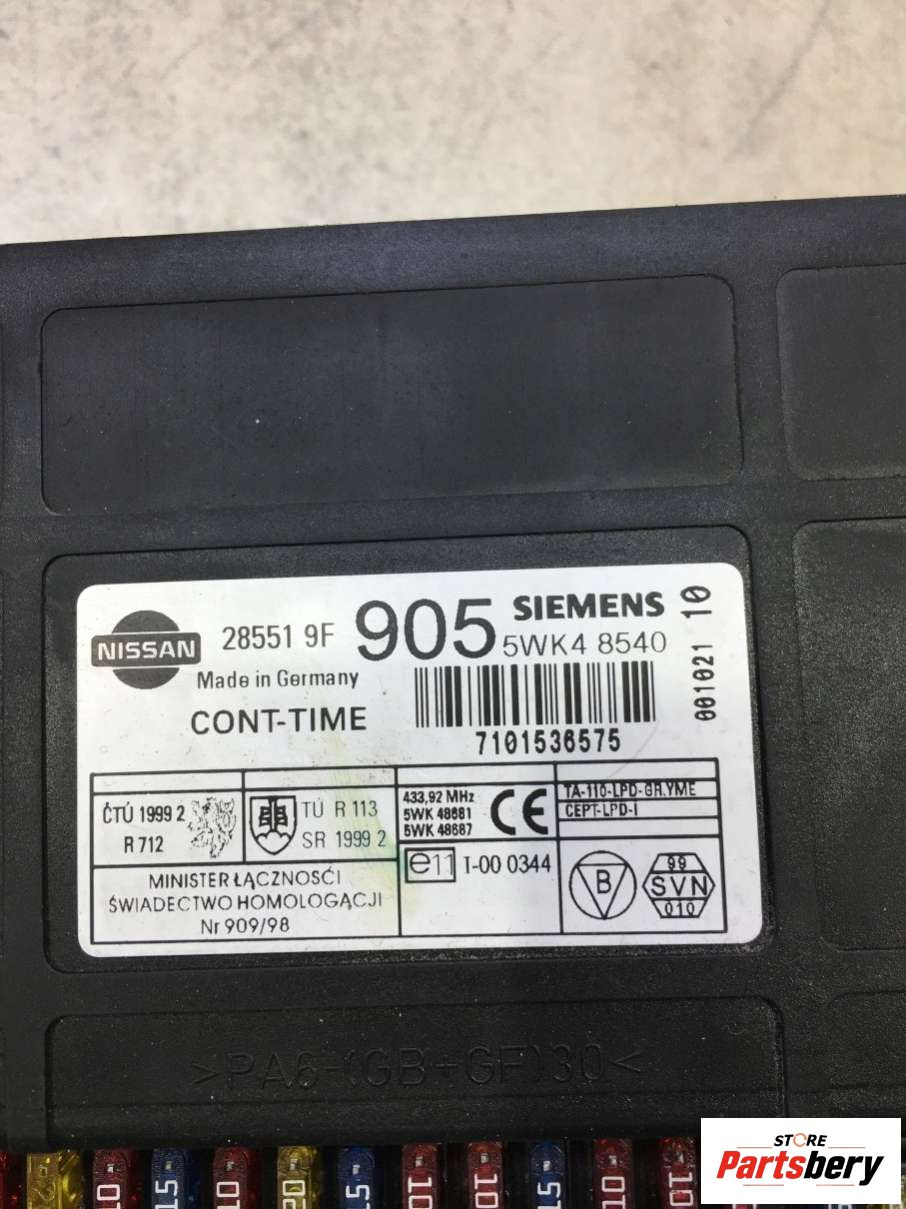 NISSAN
28551 9F 905
SIEMENS
5WK4 8540
001021 10
Made in Germany
CONT-TIME
7101536575
ČTÚ 1999 2
R 712
TÚ R 113
SR 1999 2
433,92 MHz
5WK 48681
5WK 48687
CE
TA-110-LPD-GR.YME
CEPT-LPD-I
e11 I-00 0344
B
99
SVN
010
MINISTER ŁĄCZNOSĆI
ŚWIADECTWO HOMOLOGĄCJI
Nr 909/98
>PA6-(GB+GF)30<
10 15 10 20 15 10 10 15 10 10
STORE
Partsbery